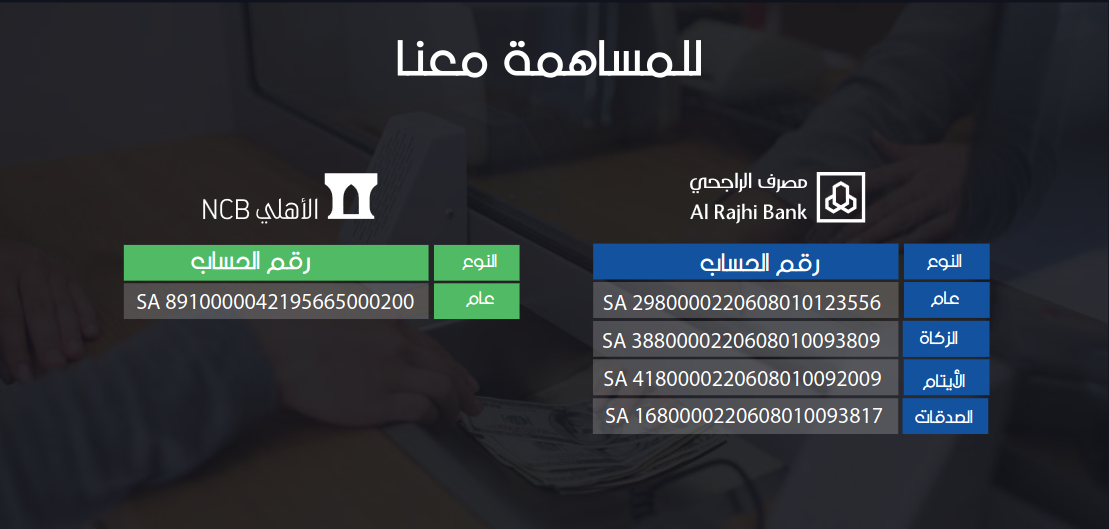 للمساهمة معنا
مصرف الراجحي
Al Rajhi Bank
النوع رقم الحساب
عام SA 2980000220608010123556
الزكاة SA 3880000220608010093809
الأيتام SA 4180000220608010092009
الصدقات SA 1680000220608010093817
الأهلي NCB
النوع رقم الحساب
عام SA 8910000042195665000200